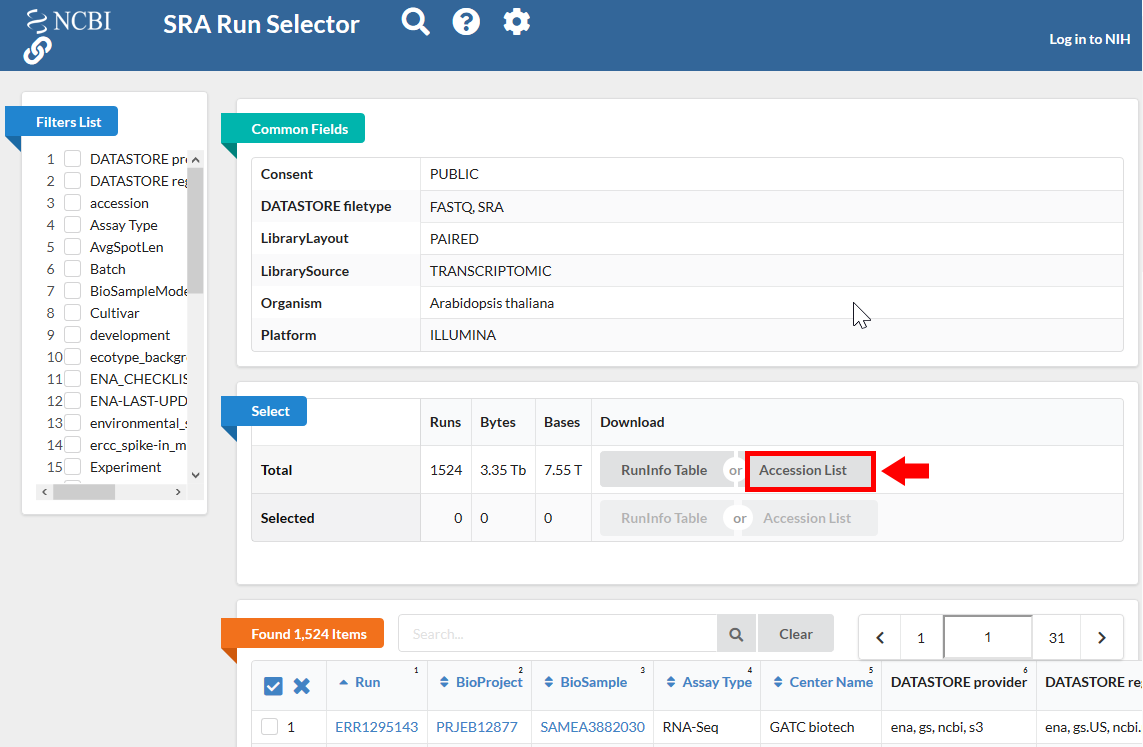 NCBI SRA Run Selector
Log in to NIH
Filters List
1 DATASTORE pro
2 DATASTORE reg
3 accession
4 Assay Type
5 AvgSpotLen
6 Batch
7 BioSampleMode
8 Cultivar
9 development
10 ecotype_backgr
11 ENA_CHECKLIS
12 ENA-LAST-UPD
13 environmental_s
14 ercc_spike-in_m
15 Experiment
Common Fields
Consent PUBLIC
DATASTORE filetype FASTQ, SRA
LibraryLayout PAIRED
LibrarySource TRANSCRIPTOMIC
Organism Arabidopsis thaliana
Platform ILLUMINA
Select
Runs Bytes Bases Download
Total 1524 3.35 Tb 7.55 T RunInfo Table or Accession List
Selected 0 0 0 RunInfo Table or Accession List
Found 1,524 Items
Search... Clear 1 1 31
Run 1 BioProject 2 BioSample 3 Assay Type 4 Center Name 5 DATASTORE provider 6 DATASTORE reg
1 ERR1295143 PRJEB12877 SAMEA3882030 RNA-Seq GATC biotech ena, gs, ncbi, s3 ena, gs.US, ncbi.